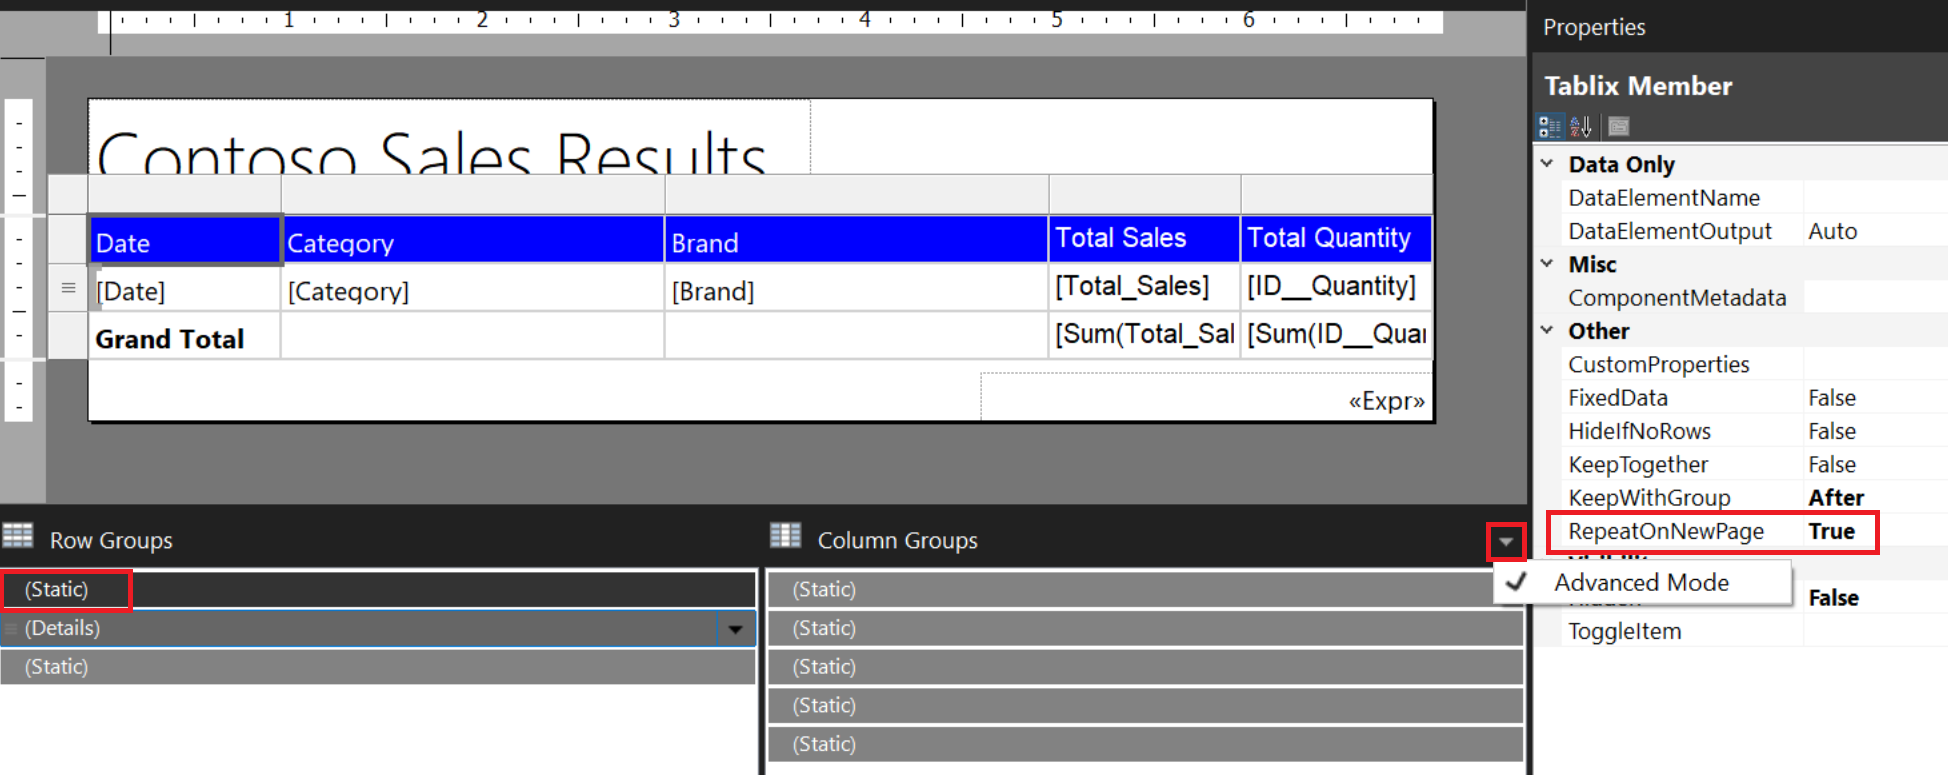 1 2 3 4 5 6
Contoso Sales Results
Date Category Brand Total Sales Total Quantity
[Date] [Category] [Brand] [Total_Sales] [ID__Quantity]
Grand Total [Sum(Total_Sal [Sum(ID__Quar
«Expr»
Row Groups
(Static)
(Details)
(Static)
Column Groups
(Static)
(Static)
(Static)
(Static)
(Static)
Properties
Tablix Member
Data Only
DataElementName
DataElementOutput Auto
Misc
ComponentMetadata
Other
CustomProperties
FixedData False
HideIfNoRows False
KeepTogether False
KeepWithGroup After
RepeatOnNewPage True
Advanced Mode
False
ToggleItem